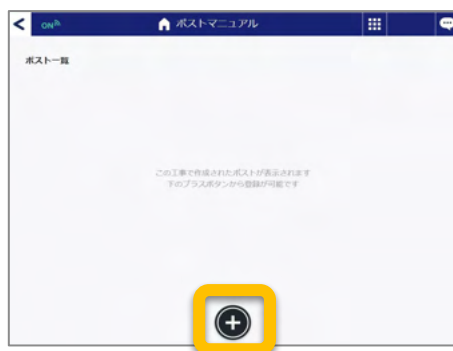 ON
ポストマニュアル
ポスト一覧
この工事で作成されたポストが表示されます
下のプラスボタンから登録が可能です